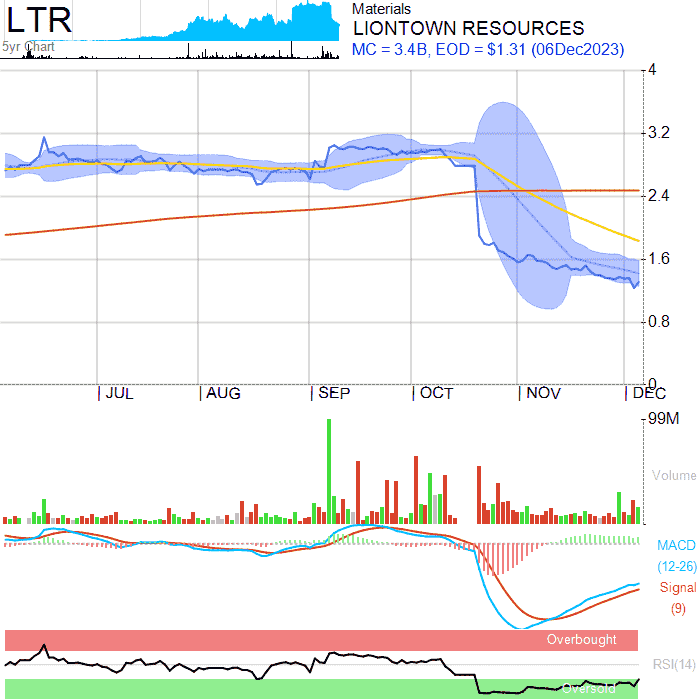 LTR
5yr Chart
Materials
LIONTOWN RESOURCES
MC = 3.4B, EOD = $1.31 (06Dec2023)
4
3.2
2.4
1.6
0.8
0
JUL AUG SEP OCT NOV DEC
99M
Volume
MACD
(12-26)
Signal
(9)
Overbought
RSI(14)
Oversold